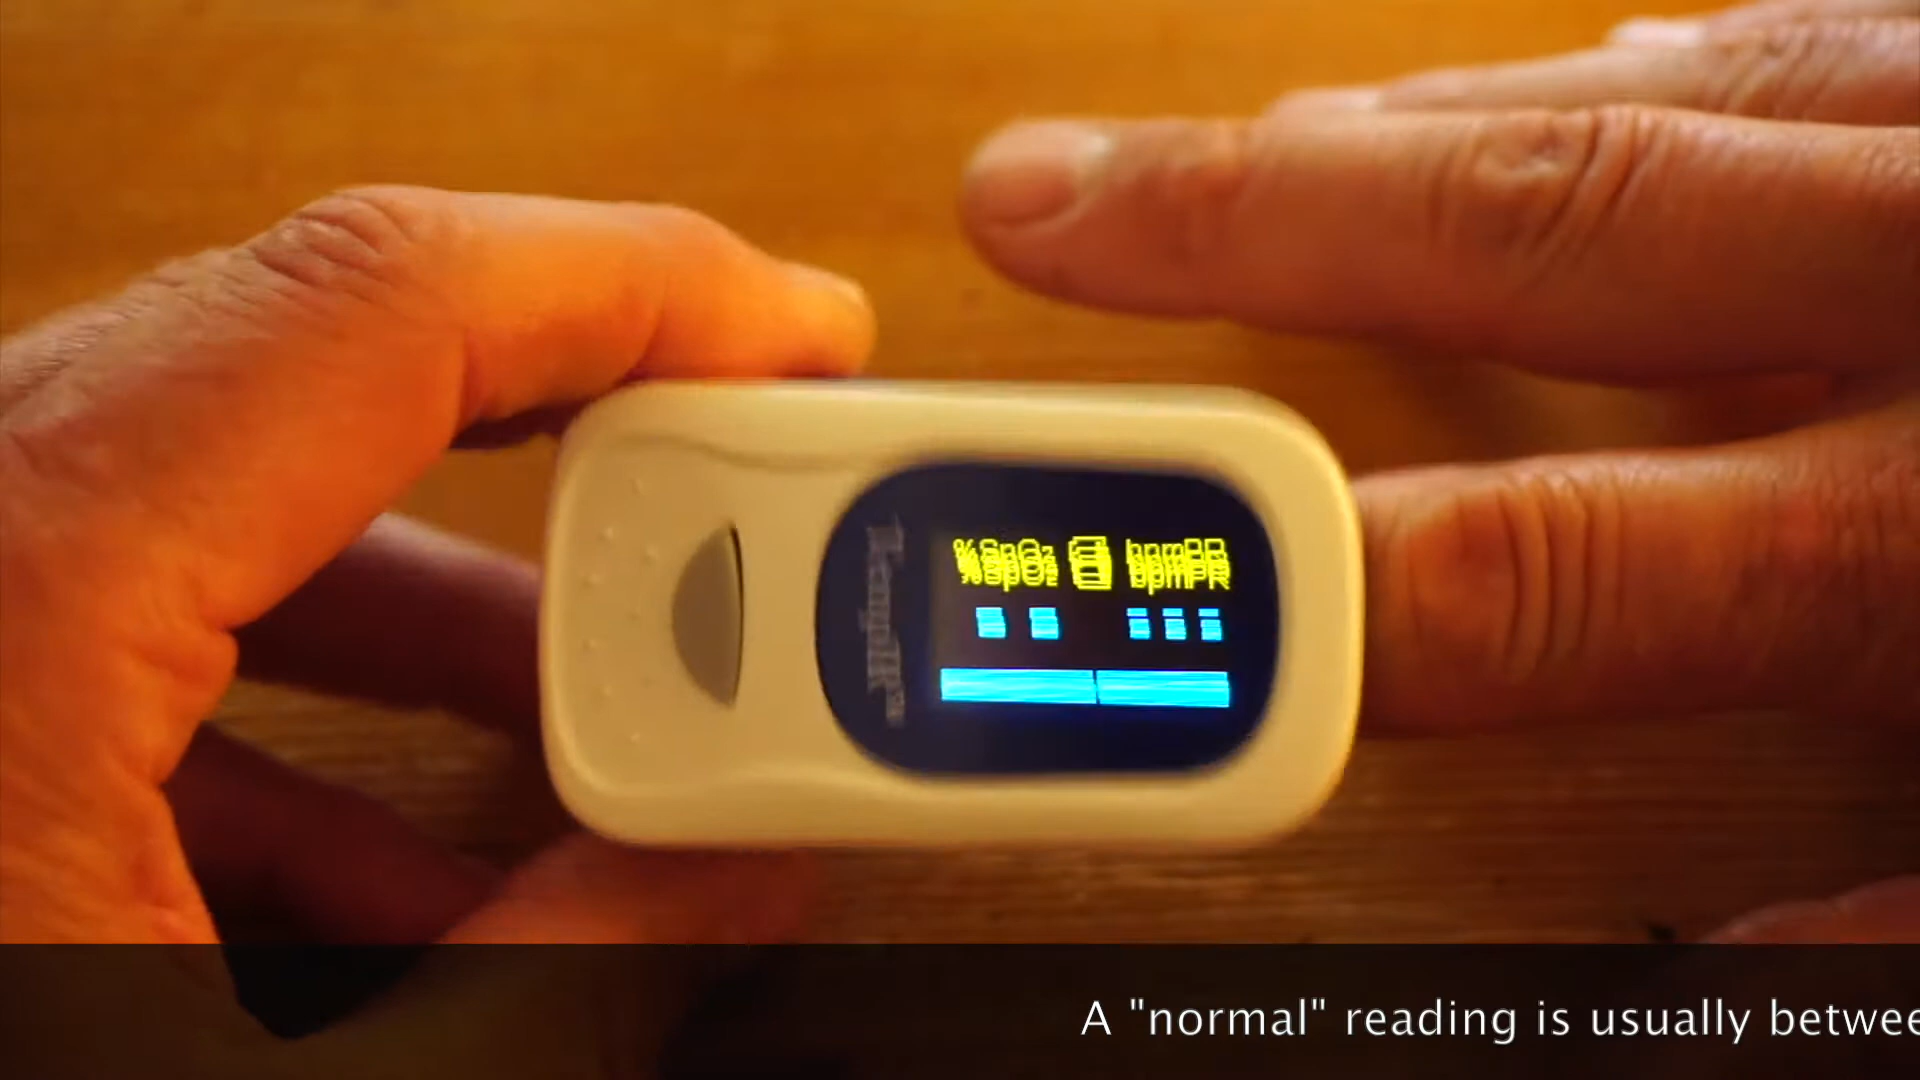 %SpO₂ bpmPR
A "normal" reading is usually betwee